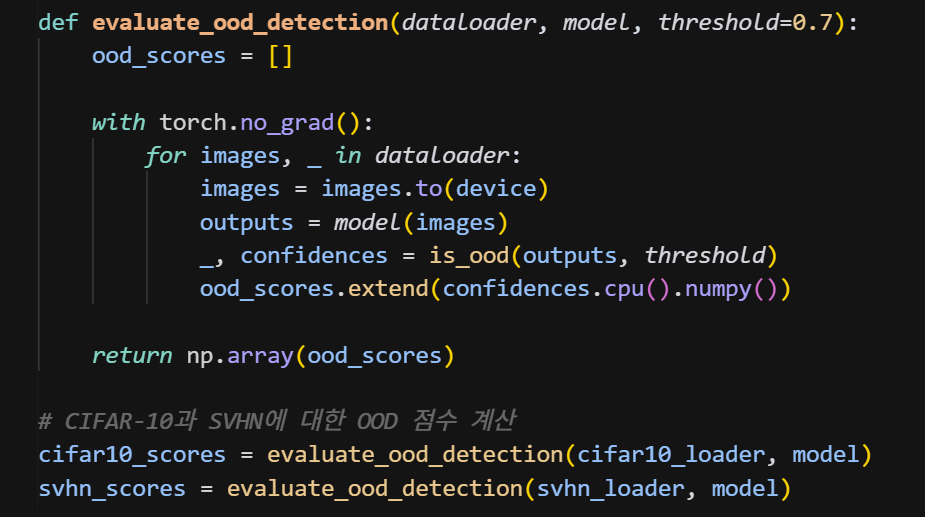 def evaluate_ood_detection(dataloader, model, threshold=0.7):
    ood_scores = []

    with torch.no_grad():
        for images, _ in dataloader:
            images = images.to(device)
            outputs = model(images)
            _, confidences = is_ood(outputs, threshold)
            ood_scores.extend(confidences.cpu().numpy())

    return np.array(ood_scores)

# CIFAR-10과 SVHN에 대한 OOD 점수 계산
cifar10_scores = evaluate_ood_detection(cifar10_loader, model)
svhn_scores = evaluate_ood_detection(svhn_loader, model)